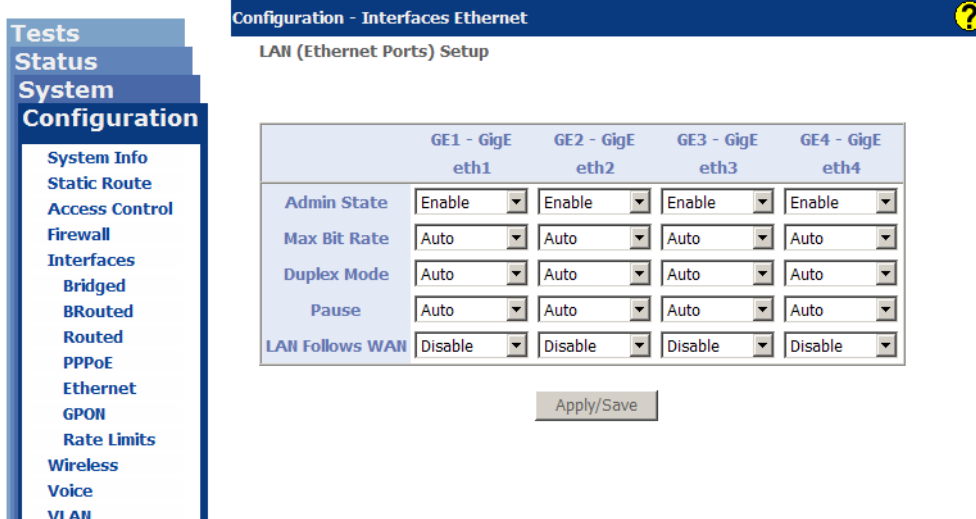 Tests
Status
System
Configuration
System Info
Static Route
Access Control
Firewall
Interfaces
Bridged
BRouted
Routed
PPPoE
Ethernet
GPON
Rate Limits
Wireless
Voice
VLAN
Configuration - Interfaces Ethernet
?
LAN (Ethernet Ports) Setup
GE1 - GigE GE2 - GigE GE3 - GigE GE4 - GigE
eth1 eth2 eth3 eth4
Admin State Enable Enable Enable Enable
Max Bit Rate Auto Auto Auto Auto
Duplex Mode Auto Auto Auto Auto
Pause Auto Auto Auto Auto
LAN Follows WAN Disable Disable Disable Disable
Apply/Save